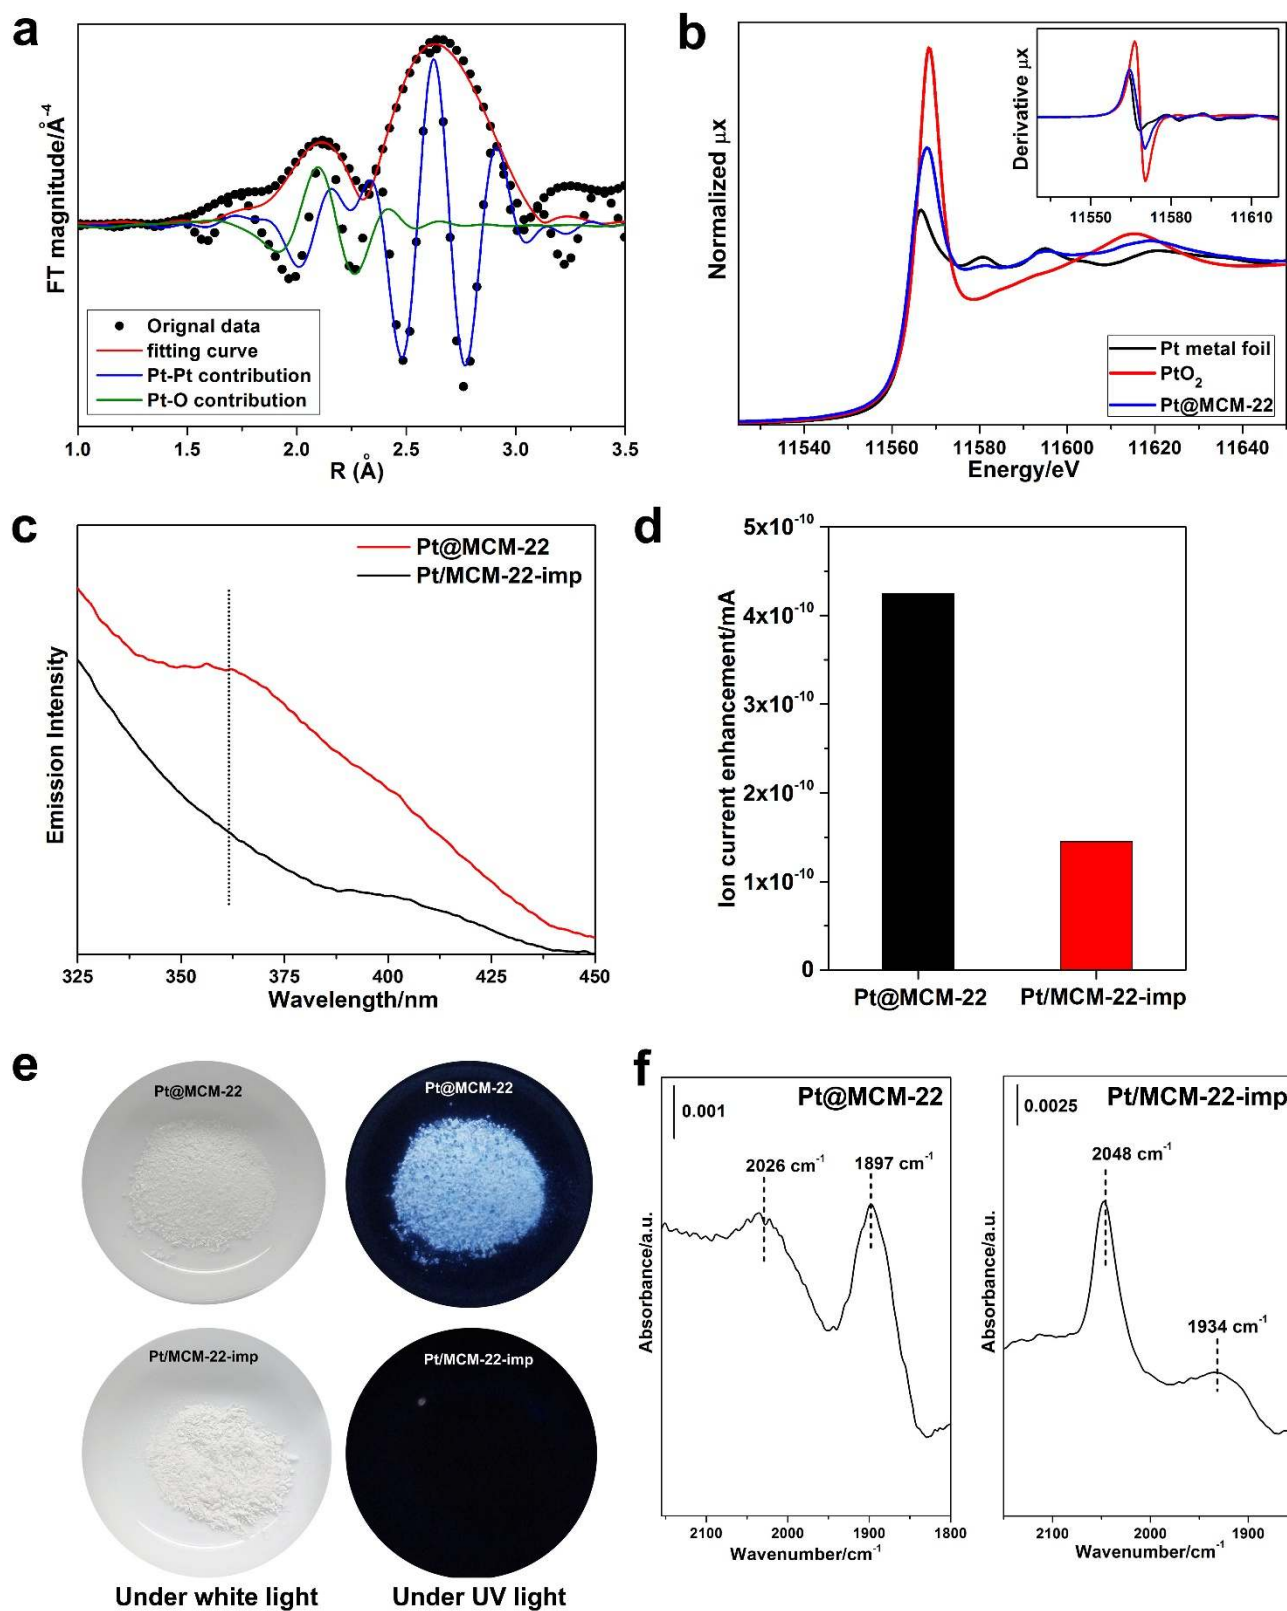 a
FT magnitude/Å⁻⁴
Orignal data
fitting curve
Pt-Pt contribution
Pt-O contribution
1.0 1.5 2.0 2.5 3.0 3.5
R (Å)
b
Normalized μx
Derivative μx
11550 11580 11610
Pt metal foil
PtO₂
Pt@MCM-22
11540 11560 11580 11600 11620 11640
Energy/eV
c
Emission Intensity
Pt@MCM-22
Pt/MCM-22-imp
325 350 375 400 425 450
Wavelength/nm
d
Ion current enhancement/mA
5x10⁻¹⁰
4x10⁻¹⁰
3x10⁻¹⁰
2x10⁻¹⁰
1x10⁻¹⁰
0
Pt@MCM-22 Pt/MCM-22-imp
e
Pt@MCM-22 Pt@MCM-22
Pt/MCM-22-imp Pt/MCM-22-imp
Under white light Under UV light
f
Absorbance/a.u.
0.001
Pt@MCM-22
2026 cm⁻¹
1897 cm⁻¹
2100 2000 1900 1800
Wavenumber/cm⁻¹
Absorbance/a.u.
0.0025
Pt/MCM-22-imp
2048 cm⁻¹
1934 cm⁻¹
2100 2000 1900
Wavenumber/cm⁻¹